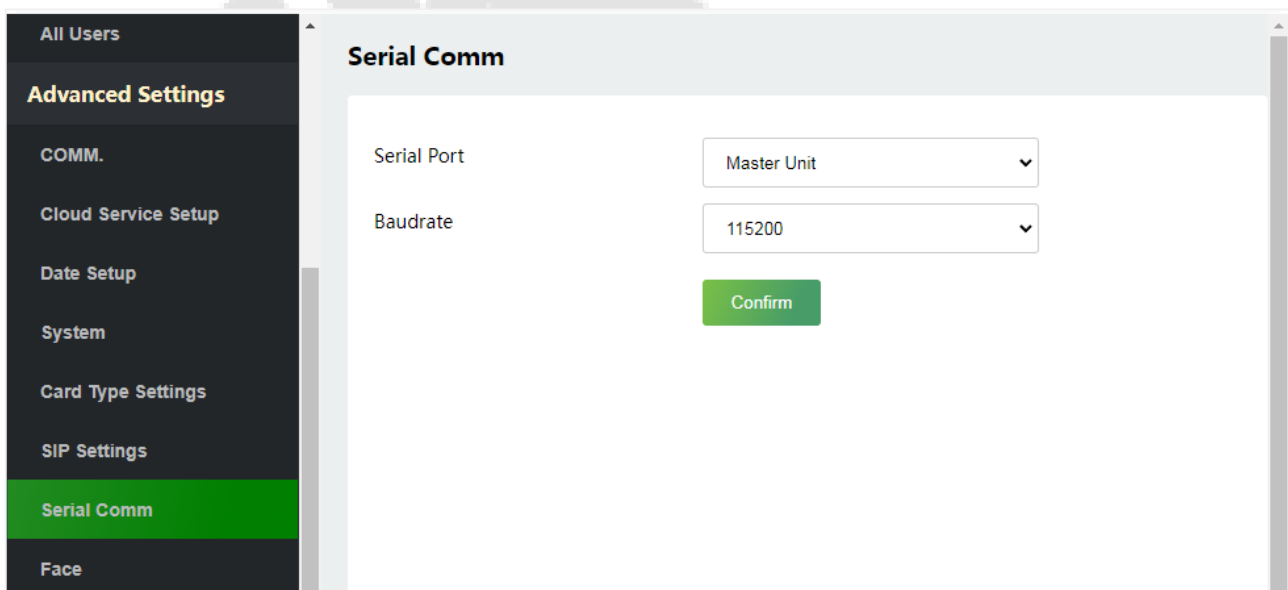 All Users
Advanced Settings
COMM.
Cloud Service Setup
Date Setup
System
Card Type Settings
SIP Settings
Serial Comm
Face
Serial Comm
Serial Port
Master Unit
Baudrate
115200
Confirm